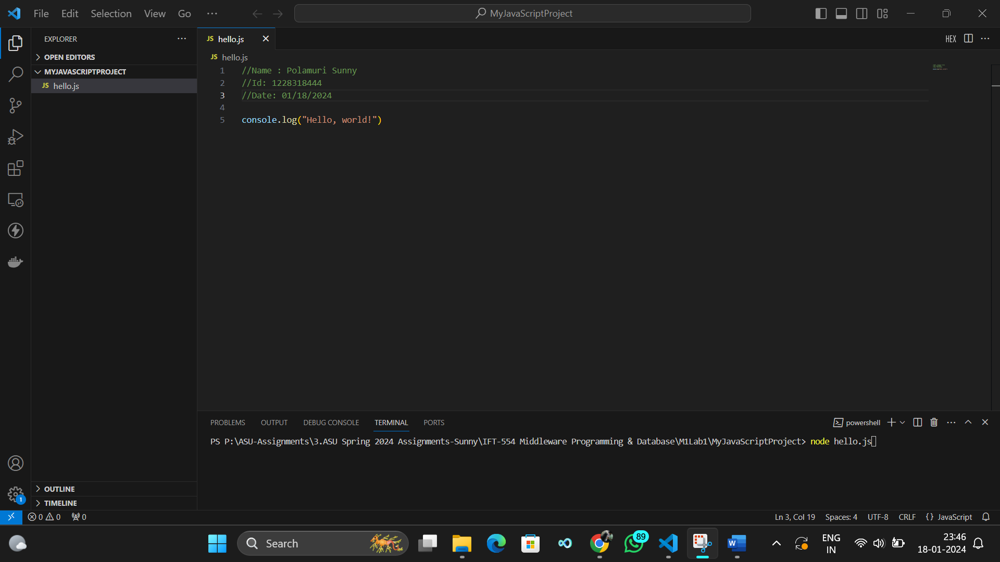 File Edit Selection View Go ···
MyJavaScriptProject
EXPLORER
OPEN EDITORS
MYJAVASCRIPTPROJECT
JS hello.js
JS hello.js
HEX
JS hello.js
1 //Name : Polamuri Sunny
2 //Id: 1228318444
3 //Date: 01/18/2024
4
5 console.log("Hello, world!")
PROBLEMS OUTPUT DEBUG CONSOLE TERMINAL PORTS
powershell
PS P:\ASU-Assignments\3.ASU Spring 2024 Assignments-Sunny\IFT-554 Middleware Programming & Database\M1Lab1\MyJavaScriptProject> node hello.js
1
OUTLINE
TIMELINE
0 0 0
Ln 3, Col 19 Spaces: 4 UTF-8 CRLF {} JavaScript
Search
89
W
ENG
IN
23:46
18-01-2024